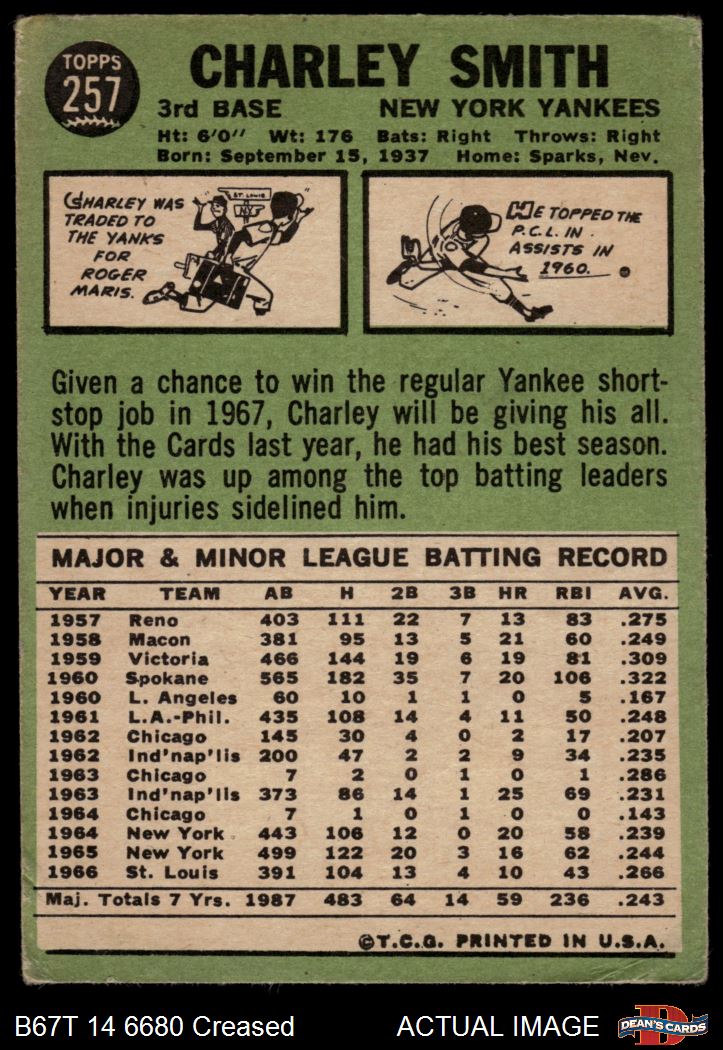 TOPPS
257
CHARLEY SMITH
3rd BASE NEW YORK YANKEES
Ht: 6'0" Wt: 176 Bats: Right Throws: Right
Born: September 15, 1937 Home: Sparks, Nev.
CHARLEY WAS
TRADED TO
THE YANKS
FOR
ROGER
MARIS.
ST. LOUIS
N.Y.
HE TOPPED THE
P.C.L. IN
ASSISTS IN
1960.
Given a chance to win the regular Yankee short-
stop job in 1967, Charley will be giving his all.
With the Cards last year, he had his best season.
Charley was up among the top batting leaders
when injuries sidelined him.
MAJOR & MINOR LEAGUE BATTING RECORD
YEAR TEAM AB H 2B 3B HR RBI AVG.
1957 Reno 403 111 22 7 13 83 .275
1958 Macon 381 95 13 5 21 60 .249
1959 Victoria 466 144 19 6 19 81 .309
1960 Spokane 565 182 35 7 20 106 .322
1960 L. Angeles 60 10 1 1 0 5 .167
1961 L.A.-Phil. 435 108 14 4 11 50 .248
1962 Chicago 145 30 4 0 2 17 .207
1962 Ind'nap'lis 200 47 2 2 9 34 .235
1963 Chicago 7 2 0 1 0 1 .286
1963 Ind'nap'lis 373 86 14 1 25 69 .231
1964 Chicago 7 1 0 1 0 0 .143
1964 New York 443 106 12 0 20 58 .239
1965 New York 499 122 20 3 16 62 .244
1966 St. Louis 391 104 13 4 10 43 .266
Maj. Totals 7 Yrs. 1987 483 64 14 59 236 .243
©T.C.G. PRINTED IN U.S.A.
B67T 14 6680 Creased ACTUAL IMAGE
D
DEAN'S CARDS